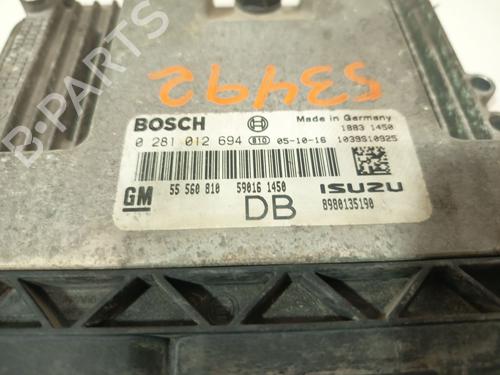 B-PARTS
53492
BOSCH Made in Germany
1883 1450
0 281 012 694 B10 05-10-16 1039S10925
GM 55 560 810 59016 1450 ISUZU
DB 8980135190